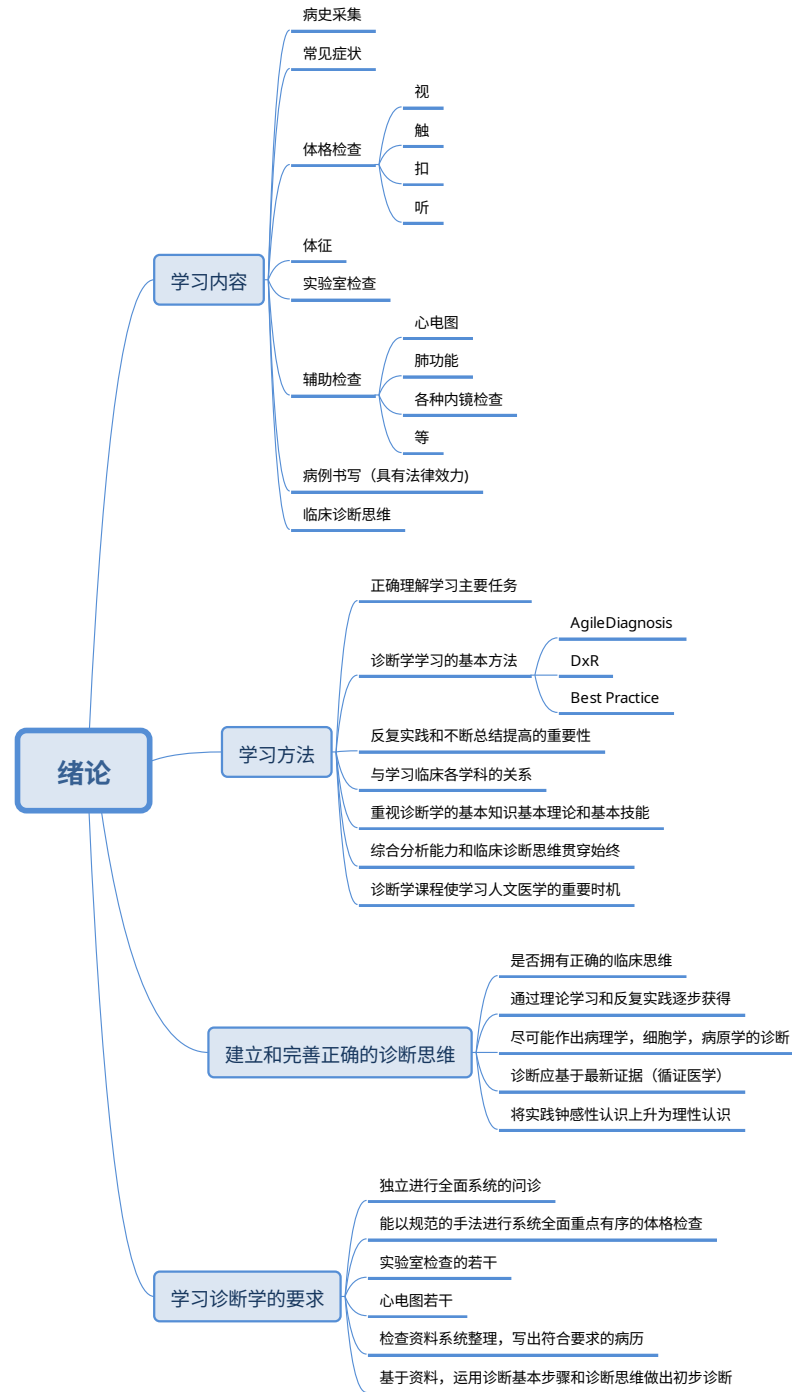 绪论
学习内容
病史采集
常见症状
体格检查
视
触
扣
听
体征
实验室检查
辅助检查
心电图
肺功能
各种内镜检查
等
病例书写（具有法律效力)
临床诊断思维
学习方法
正确理解学习主要任务
诊断学学习的基本方法
AgileDiagnosis
DxR
Best Practice
反复实践和不断总结提高的重要性
与学习临床各学科的关系
重视诊断学的基本知识基本理论和基本技能
综合分析能力和临床诊断思维贯穿始终
诊断学课程使学习人文医学的重要时机
建立和完善正确的诊断思维
是否拥有正确的临床思维
通过理论学习和反复实践逐步获得
尽可能作出病理学，细胞学，病原学的诊断
诊断应基于最新证据（循证医学）
将实践钟感性认识上升为理性认识
学习诊断学的要求
独立进行全面系统的问诊
能以规范的手法进行系统全面重点有序的体格检查
实验室检查的若干
心电图若干
检查资料系统整理，写出符合要求的病历
基于资料，运用诊断基本步骤和诊断思维做出初步诊断